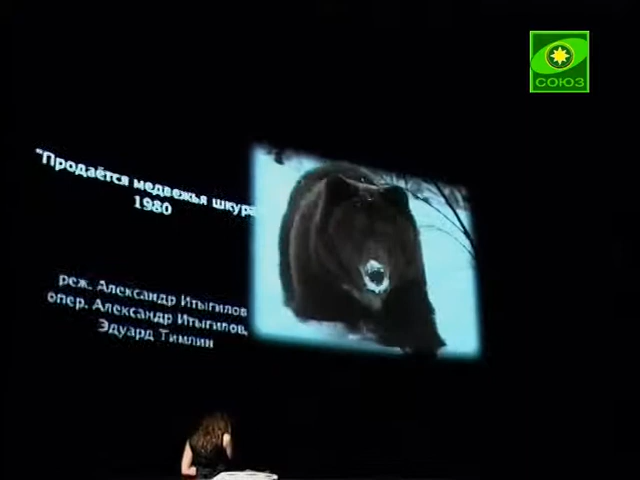 СОЮЗ
"Продаётся медвежья шкура
1980
реж. Александр Итыгилов
опер. Александр Итыгилов,
Эдуард Тимлин